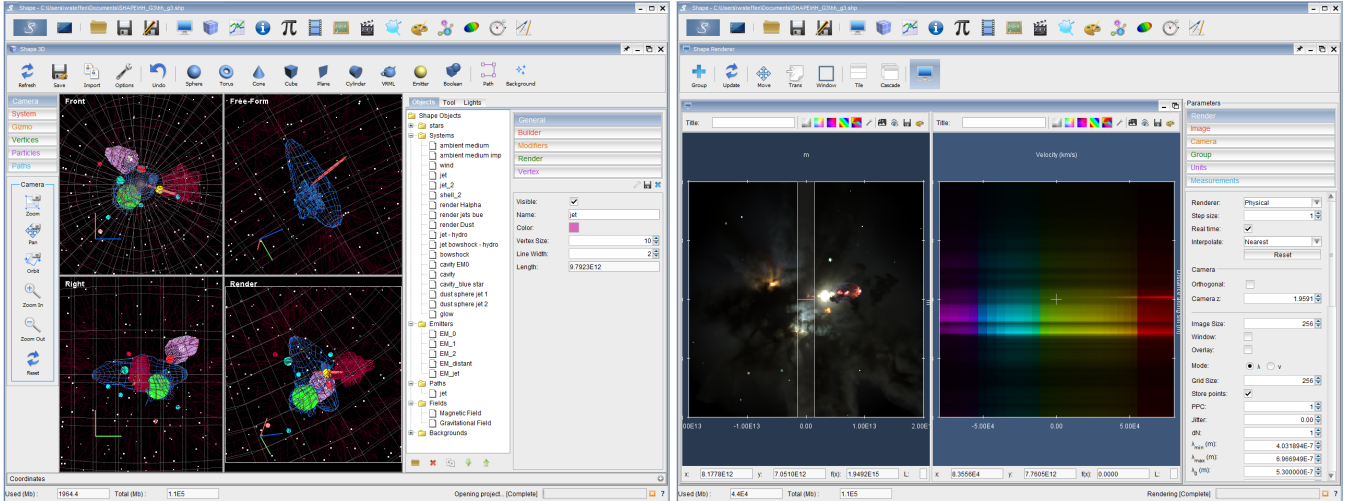 Shape - C:\Users\wsteffen\Documents\SHAPE\HH_G3\hh_g3.shp
Shape 3D
Refresh Save Import Options Undo Sphere Torus Cone Cube Plane Cylinder VRML Emitter Boolean Path Background
Camera
System
Gizmo
Vertices
Particles
Paths
Camera
Zoom
Pan
Orbit
Zoom In
Zoom Out
Reset
Front
Free-Form
Right
Render
Objects Tool Lights
Shape Objects
stars
Systems
ambient medium
ambient medium imp
wind
jet
jet_2
shell_2
render Halpha
render jets bue
render Dust
jet - hydro
jet bowshock - hydro
bowshock
cavity EM0
cavity
cavity_blue star
dust sphere jet 1
dust sphere jet 2
glow
Emitters
EM_0
EM_1
EM_2
EM_distant
EM_jet
Paths
jet
Fields
Magnetic Field
Gravitational Field
Backgrounds
General
Builder
Modifiers
Render
Vertex
Visible:
Name: jet
Color:
Vertex Size: 10
Line Width: 2
Length: 9.7923E12
Coordinates
Used (Mb): 1964.4 Total (Mb): 1.1E5 Opening project... [Complete] ?
Shape - C:\Users\wsteffen\Documents\SHAPE\HH_G3\hh_g3.shp
Shape Renderer
Group Update Move Trans Window Tile Cascade
Title:
m
.00E13 -1.00E13 0.00 1.00E13 2.00E
x: 8.1778E12 y: 7.0510E12 f(x): 1.9492E15 L:
Title:
Velocity (km/s)
-5.00E4 0.00 5.00E4
x: 8.3556E4 y: 7.7605E12 f(x): 0.0000 L:
Parameters
Render
Image
Camera
Group
Units
Measurements
Renderer: Physical
Step size: 1
Real time:
Interpolate: Nearest
Reset
Camera
Orthogonal:
Camera z: 1.9591
Image Size: 256
Window:
Overlay:
Mode: λ ν
Grid Size: 256
Store points:
PPC: 1
Jitter: 0.00
dN: 1
λmin (m): 4.031894E-7
λmax (m): 6.966949E-7
λ0 (m): 5.300000E-7
Used (Mb): 4.4E4 Total (Mb): 1.1E5 Rendering [Complete] ?